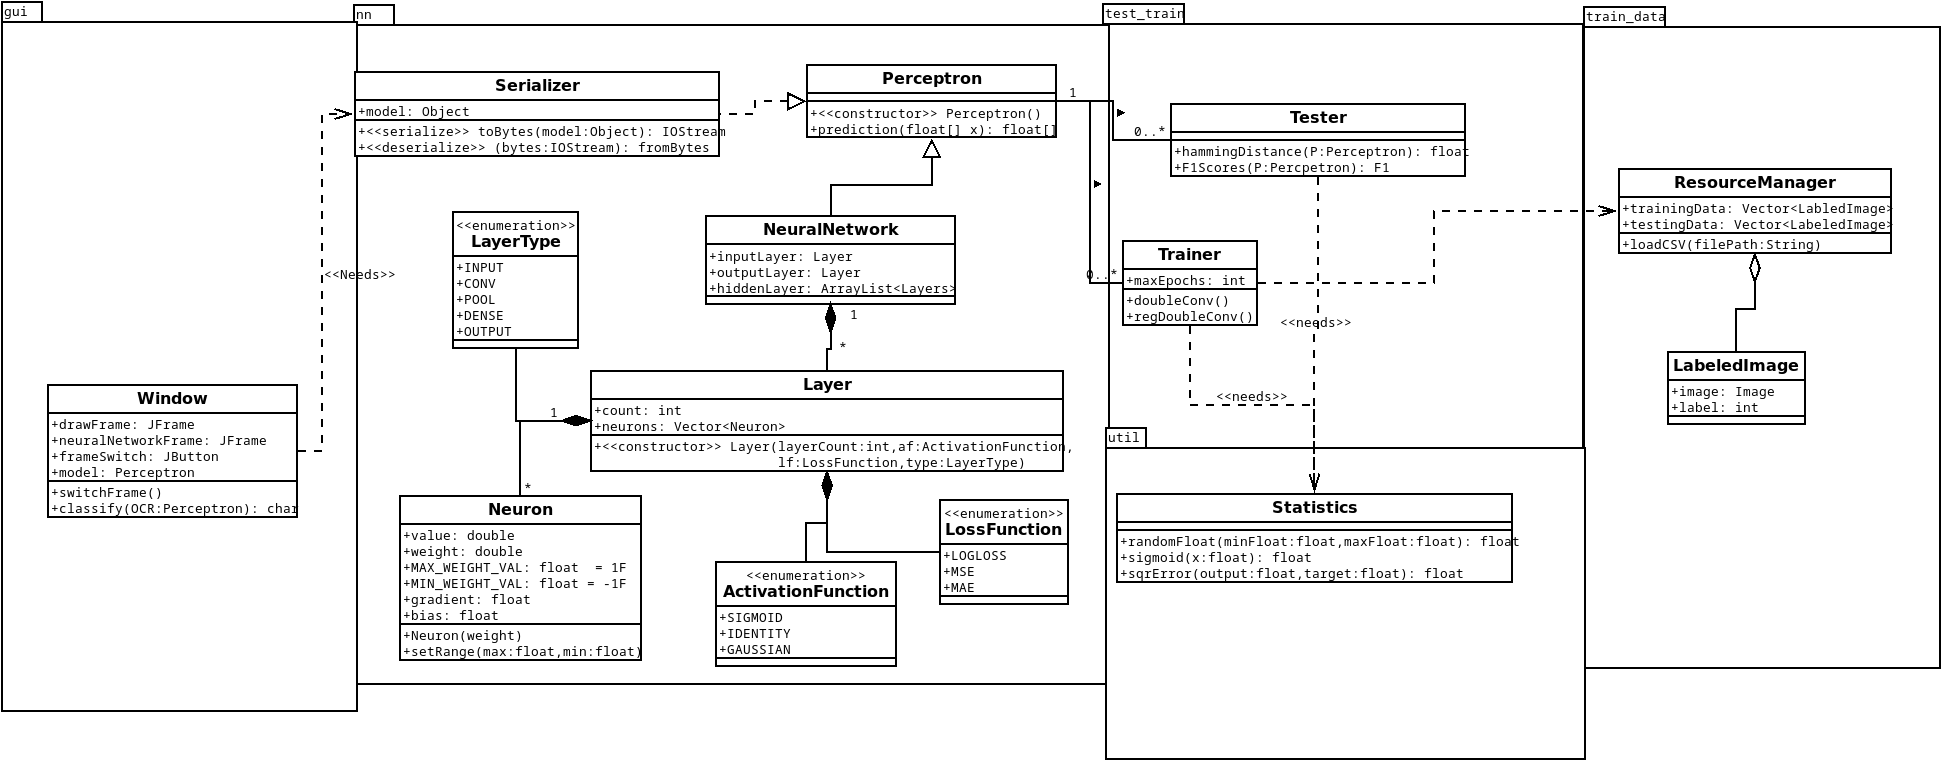 gui
nn
test_train
train_data
Serializer
+model: Object
+<<serialize>> toBytes(model:Object): IOStream
+<<deserialize>> (bytes:IOStream): fromBytes
Perceptron
+<<constructor>> Perceptron()
+prediction(float[] x): float[]
1
0..*
Tester
+hammingDistance(P:Perceptron): float
+F1Scores(P:Percpetron): F1
ResourceManager
+trainingData: Vector<LabledImage>
+testingData: Vector<LabeledImage>
+loadCSV(filePath:String)
<<enumeration>>
LayerType
+INPUT
+CONV
+POOL
+DENSE
+OUTPUT
NeuralNetwork
+inputLayer: Layer
+outputLayer: Layer
+hiddenLayer: ArrayList<Layers>
0..*
Trainer
+maxEpochs: int
+doubleConv()
+regDoubleConv()
<<Needs>>
<<needs>>
1
*
LabeledImage
+image: Image
+label: int
Window
+drawFrame: JFrame
+neuralNetworkFrame: JFrame
+frameSwitch: JButton
+model: Perceptron
+switchFrame()
+classify(OCR:Perceptron): char
Layer
+count: int
+neurons: Vector<Neuron>
+<<constructor>> Layer(layerCount:int,af:ActivationFunction,
lf:LossFunction,type:LayerType)
1
*
<<needs>>
util
Neuron
+value: double
+weight: double
+MAX_WEIGHT_VAL: float  = 1F
+MIN_WEIGHT_VAL: float = -1F
+gradient: float
+bias: float
+Neuron(weight)
+setRange(max:float,min:float)
<<enumeration>>
ActivationFunction
+SIGMOID
+IDENTITY
+GAUSSIAN
<<enumeration>>
LossFunction
+LOGLOSS
+MSE
+MAE
Statistics
+randomFloat(minFloat:float,maxFloat:float): float
+sigmoid(x:float): float
+sqrError(output:float,target:float): float